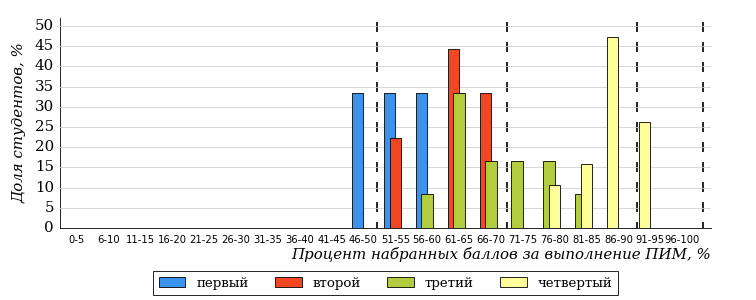 50
45
40
35
30
25
20
15
10
5
0
Доля студентов, %
0-5 6-10 11-15 16-20 21-25 26-30 31-35 36-40 41-45 46-50 51-55 56-60 61-65 66-70 71-75 76-80 81-85 86-90 91-95 96-100
Процент набранных баллов за выполнение ПИМ, %
первый второй третий четвертый